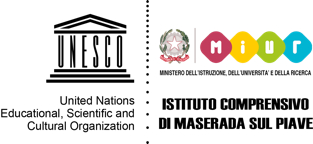 UNESCO
United Nations
Educational, Scientific and
Cultural Organization
MIUR
MINISTERO DELL'ISTRUZIONE, DELL'UNIVERSITA' E DELLA RICERCA
ISTITUTO COMPRENSIVO
DI MASERADA SUL PIAVE